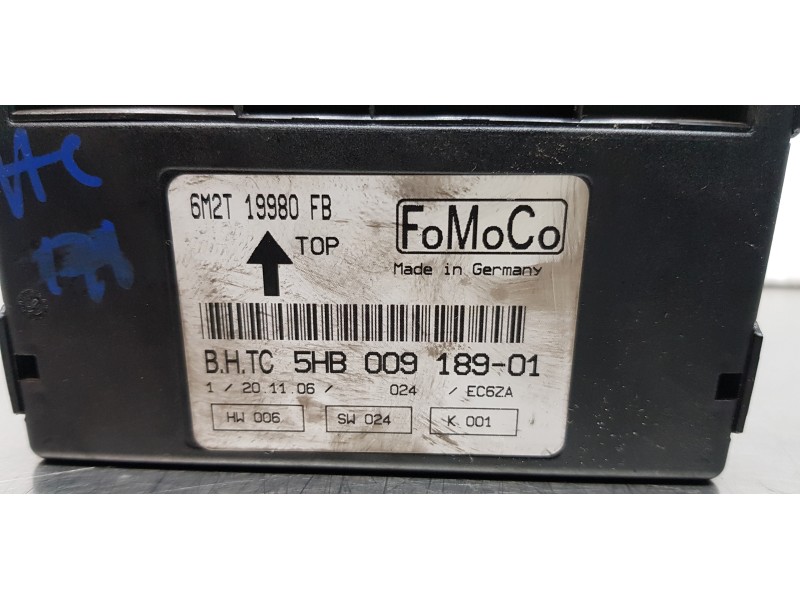 6M2T 19980 FB
FoMoCo
TOP
Made in Germany
B.H.TC 5HB 009 189-01
1 / 20.11.06 / 024 / EC6ZA
HW 006 SW 024 K 001